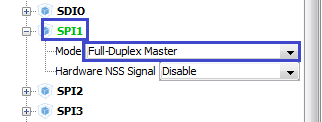 SDIO
SPI1
Mode Full-Duplex Master
Hardware NSS Signal Disable
SPI2
SPI3